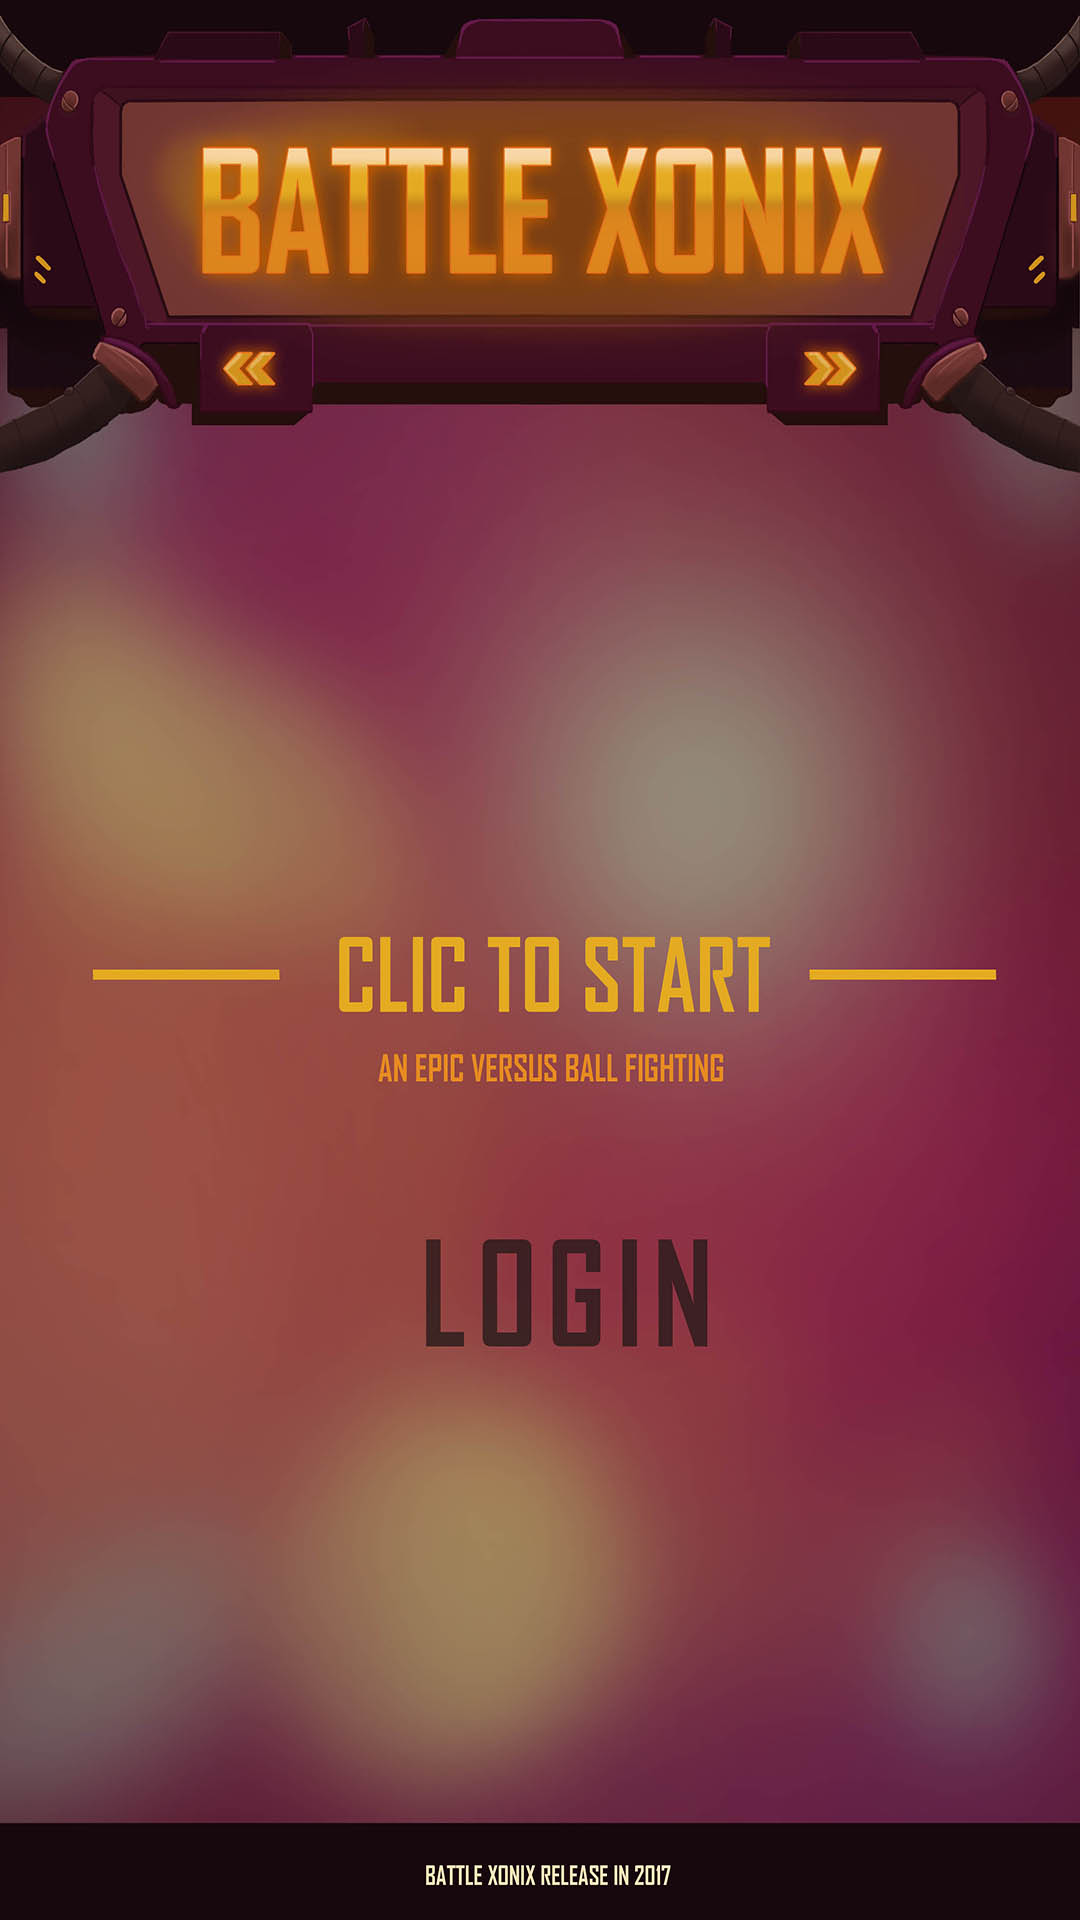 BATTLE XONIX
CLIC TO START
AN EPIC VERSUS BALL FIGHTING
LOGIN
BATTLE XONIX RELEASE IN 2017